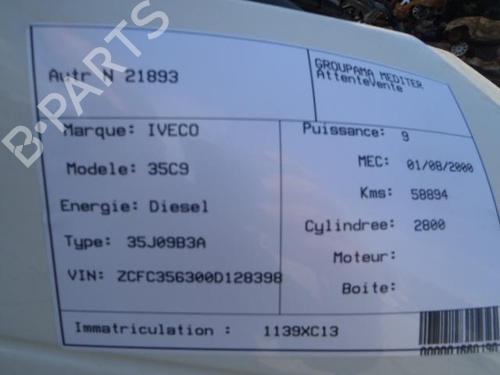 B-PARTS
Autr N 21893
GROUPAMA MEDITER
AttenteVente
Marque: IVECO
Modele: 35C9
Energie: Diesel
Type: 35J09B3A
VIN: ZCFC356300D128398
Puissance: 9
MEC: 01/08/2000
Kms: 58894
Cylindree: 2800
Moteur:
Boite:
Immatriculation : 1139XC13